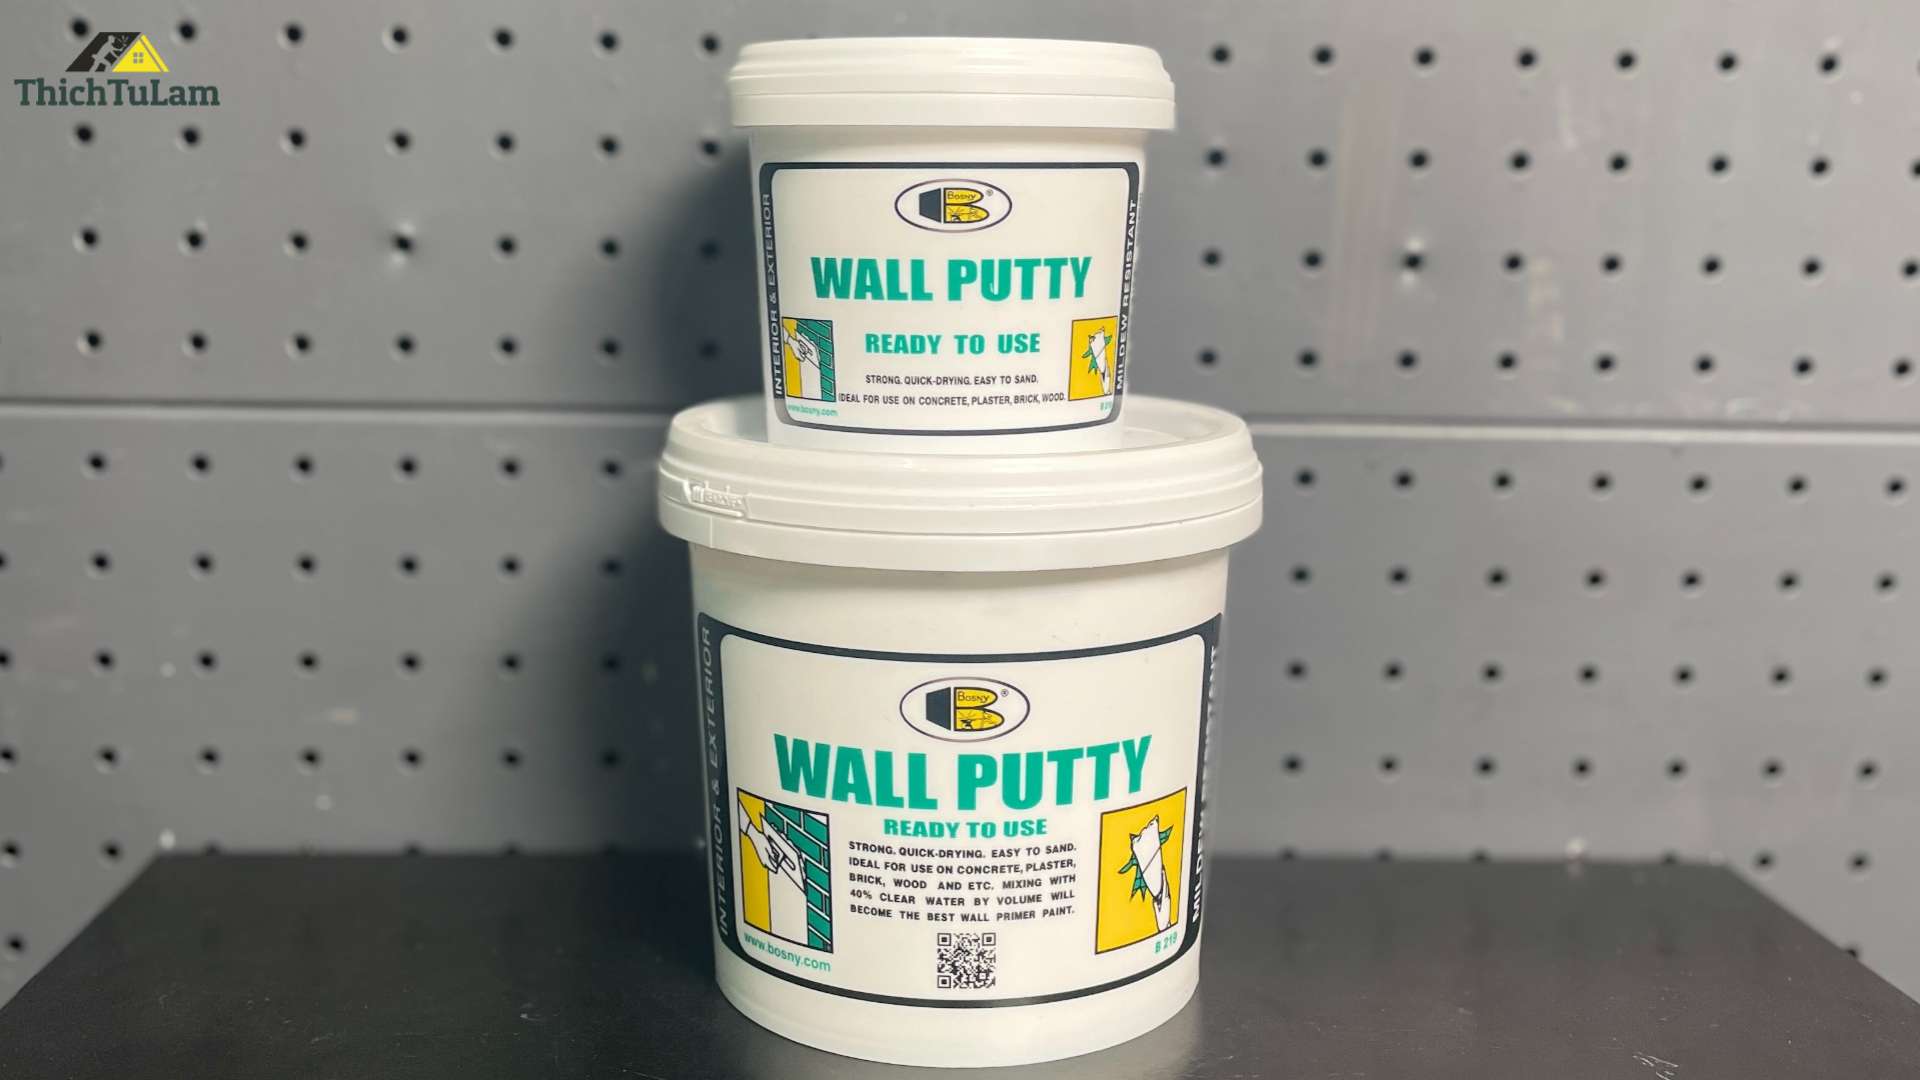 ThichTuLam
BOSNY
®
WALL PUTTY
READY TO USE
STRONG. QUICK-DRYING. EASY TO SAND.
IDEAL FOR USE ON CONCRETE, PLASTER, BRICK, WOOD.
www.bosny.com
INTERIOR & EXTERIOR
MILDEW RESISTANT
BOSNY
®
WALL PUTTY
READY TO USE
STRONG. QUICK-DRYING. EASY TO SAND.
IDEAL FOR USE ON CONCRETE, PLASTER,
BRICK, WOOD AND ETC. MIXING WITH
40% CLEAR WATER BY VOLUME WILL
BECOME THE BEST WALL PRIMER PAINT.
www.bosny.com
B 219
INTERIOR & EXTERIOR
MILDEW RESISTANT